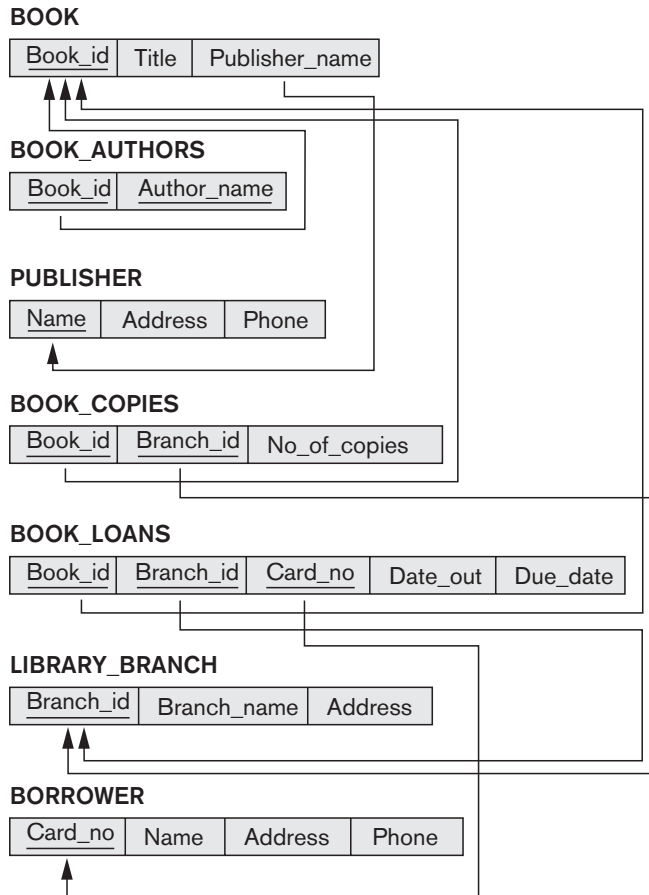 BOOK
Book_id Title Publisher_name
BOOK_AUTHORS
Book_id Author_name
PUBLISHER
Name Address Phone
BOOK_COPIES
Book_id Branch_id No_of_copies
BOOK_LOANS
Book_id Branch_id Card_no Date_out Due_date
LIBRARY_BRANCH
Branch_id Branch_name Address
BORROWER
Card_no Name Address Phone